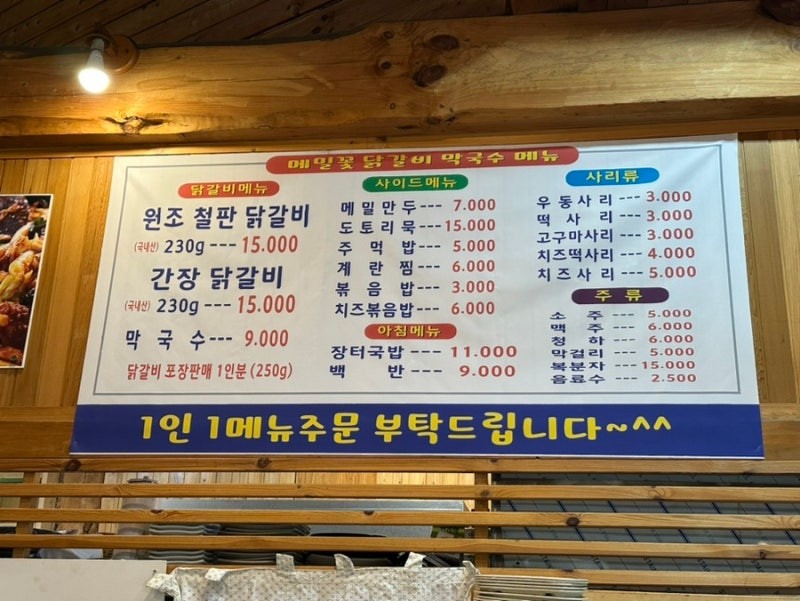 메밀꽃 닭갈비 막국수 메뉴
닭갈비메뉴
원조 철판 닭갈비
(국내산) 230g --- 15.000
간장 닭갈비
(국내산) 230g --- 15.000
막국수--- 9.000
닭갈비 포장판매 1인분 (250g)
사이드메뉴
메밀만두--- 7.000
도토리묵--- 15.000
주먹밥--- 5.000
계란찜--- 6.000
볶음밥--- 3.000
치즈볶음밥--- 6.000
아침메뉴
장터국밥--- 11.000
백반--- 9.000
사리류
우동사리--- 3.000
떡사리--- 3.000
고구마사리--- 3.000
치즈떡사리--- 4.000
치즈사리--- 5.000
주류
소주--- 5.000
맥주--- 6.000
청하--- 6.000
막걸리--- 5.000
복분자--- 15.000
음료수--- 2.500
1인 1메뉴주문 부탁드립니다~^^